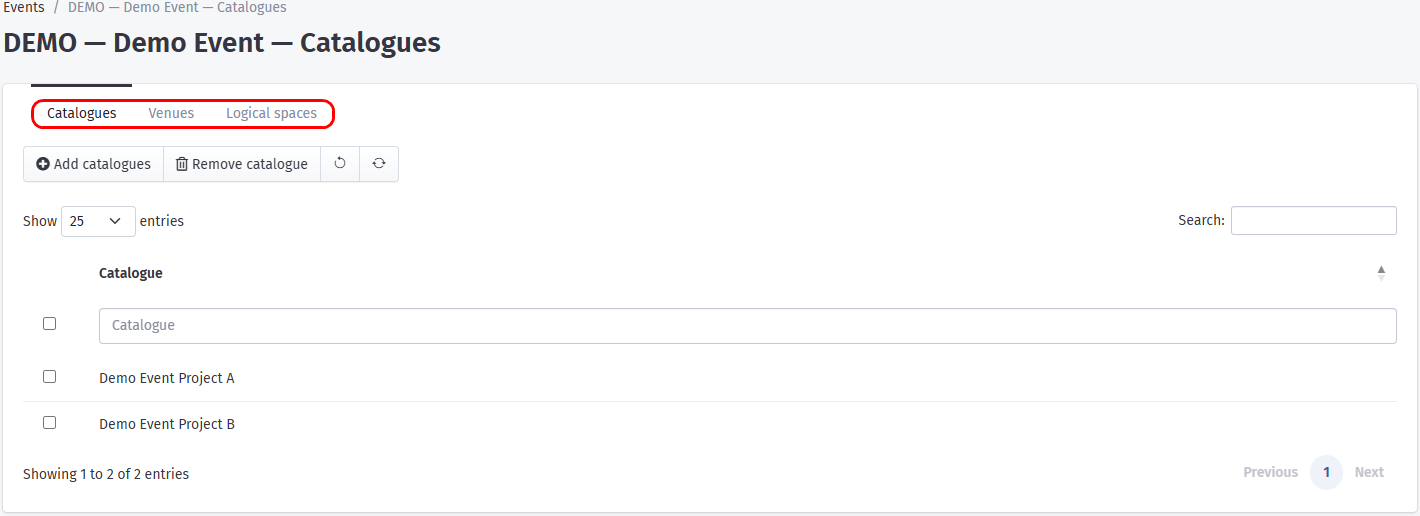 Events / DEMO — Demo Event — Catalogues
DEMO — Demo Event — Catalogues
Catalogues Venues Logical spaces
Add catalogues Remove catalogue
Show 25 entries Search:
Catalogue
Catalogue
Demo Event Project A
Demo Event Project B
Showing 1 to 2 of 2 entries Previous 1 Next